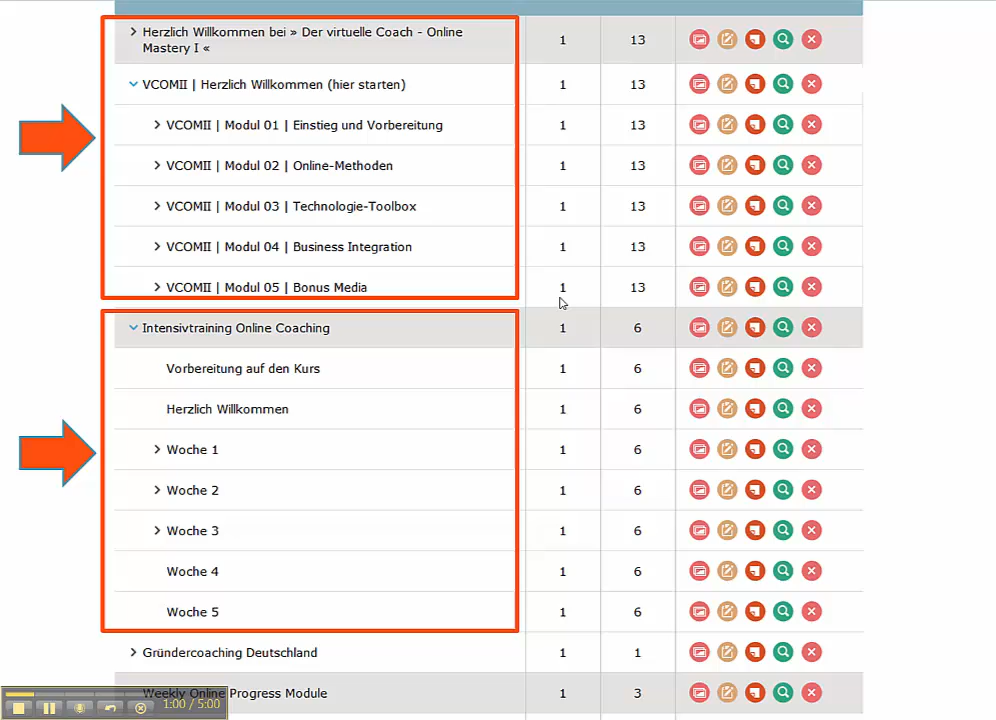 Herzlich Willkommen bei » Der virtuelle Coach - Online
Mastery I « 1 13
VCOMII | Herzlich Willkommen (hier starten) 1 13
VCOMII | Modul 01 | Einstieg und Vorbereitung 1 13
VCOMII | Modul 02 | Online-Methoden 1 13
VCOMII | Modul 03 | Technologie-Toolbox 1 13
VCOMII | Modul 04 | Business Integration 1 13
VCOMII | Modul 05 | Bonus Media 1 13
Intensivtraining Online Coaching 1 6
Vorbereitung auf den Kurs 1 6
Herzlich Willkommen 1 6
Woche 1 1 6
Woche 2 1 6
Woche 3 1 6
Woche 4 1 6
Woche 5 1 6
Gründercoaching Deutschland 1 1
Weekly Online Progress Module 1 3
1:00 / 5:00